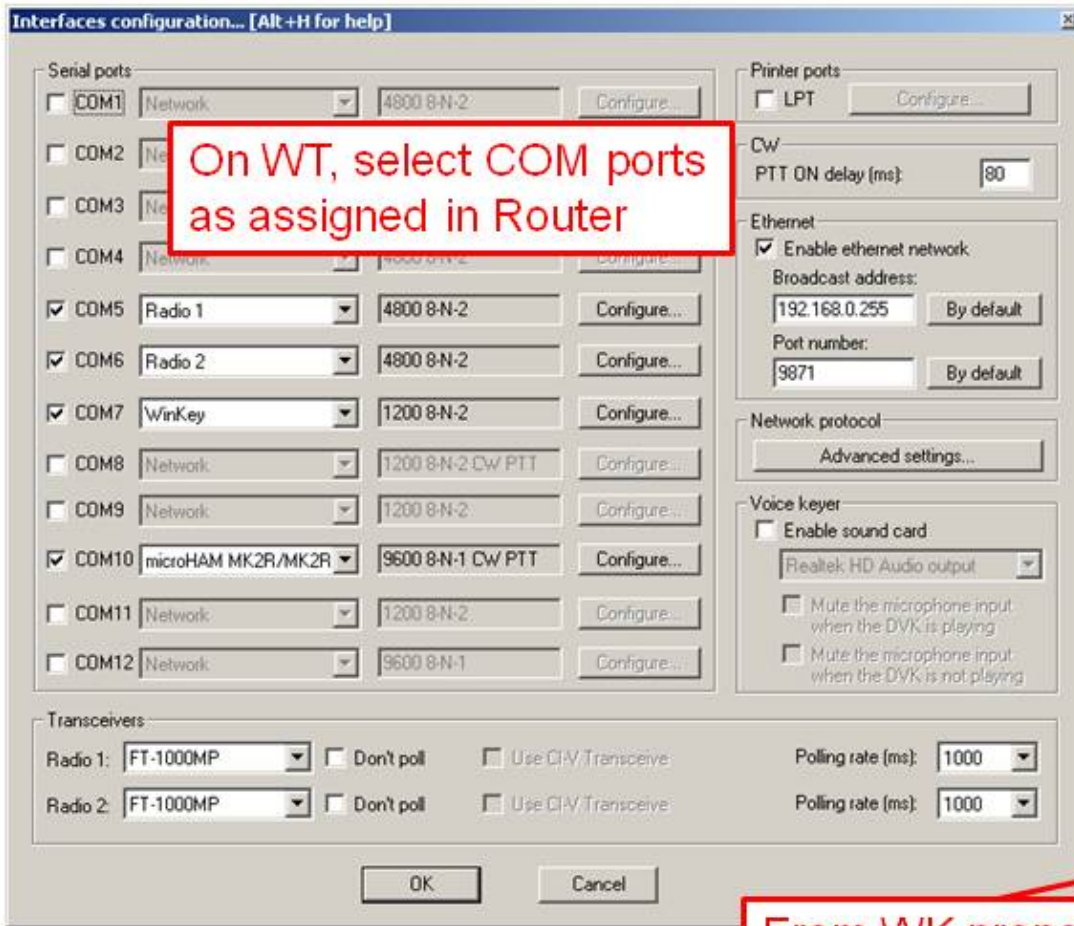 Interfaces configuration... [Alt+H for help]
Serial ports
COM1 Network 4800 8-N-2 Configure...
COM2
COM3
COM4 Network
COM5 Radio 1 4800 8-N-2 Configure...
COM6 Radio 2 4800 8-N-2 Configure...
COM7 WinKey 1200 8-N-2 Configure...
COM8 Network 1200 8-N-2 CW PTT Configure...
COM9 Network 1200 8-N-2 Configure...
COM10 microHAM MK2R/MK2R 9600 8-N-1 CW PTT Configure...
COM11 Network 1200 8-N-2 Configure...
COM12 Network 9600 8-N-1 Configure...
On WT, select COM ports
as assigned in Router
Printer ports
LPT Configure...
CW
PTT ON delay (ms): 80
Ethernet
Enable ethernet network
Broadcast address:
192.168.0.255 By default
Port number:
9871 By default
Network protocol
Advanced settings...
Voice keyer
Enable sound card
Realtek HD Audio output
Mute the microphone input
when the DVK is playing
Mute the microphone input
when the DVK is not playing
Transceivers
Radio 1: FT-1000MP Don't poll Use CI-V Transceive Polling rate (ms): 1000
Radio 2: FT-1000MP Don't poll Use CI-V Transceive Polling rate (ms): 1000
OK Cancel
From WK